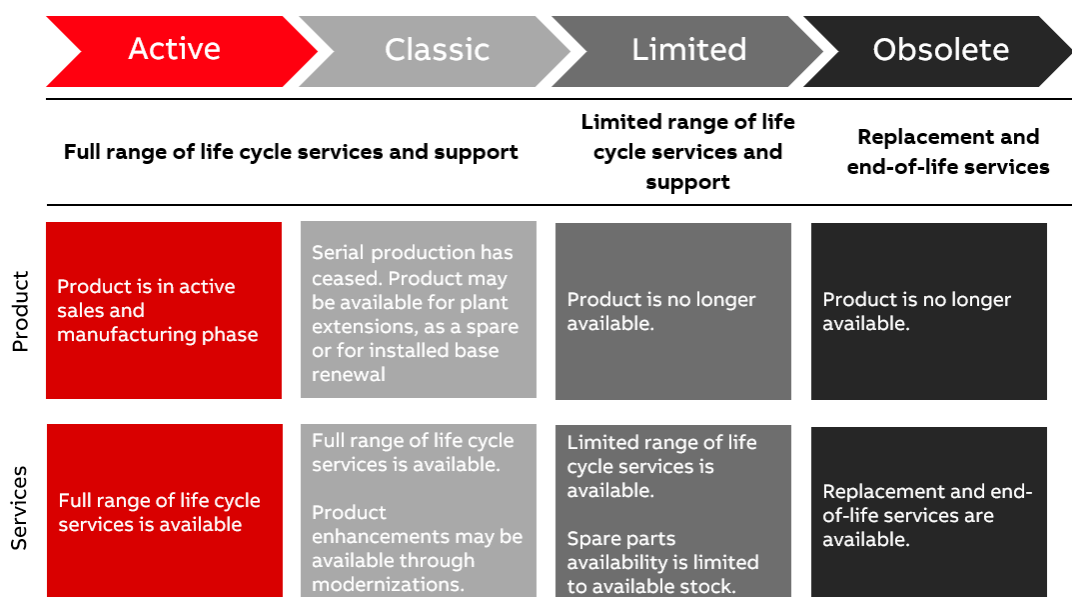 Active
Classic
Limited
Obsolete
Full range of life cycle services and support
Limited range of life
cycle services and
support
Replacement and
end-of-life services
Product
Product is in active
sales and
manufacturing phase
Serial production has
ceased. Product may
be available for plant
extensions, as a spare
or for installed base
renewal
Product is no longer
available.
Product is no longer
available.
Services
Full range of life cycle
services is available
Full range of life cycle
services is available.
Product
enhancements may be
available through
modernizations.
Limited range of life
cycle services is
available.
Spare parts
availability is limited
to available stock.
Replacement and end-
of-life services are
available.